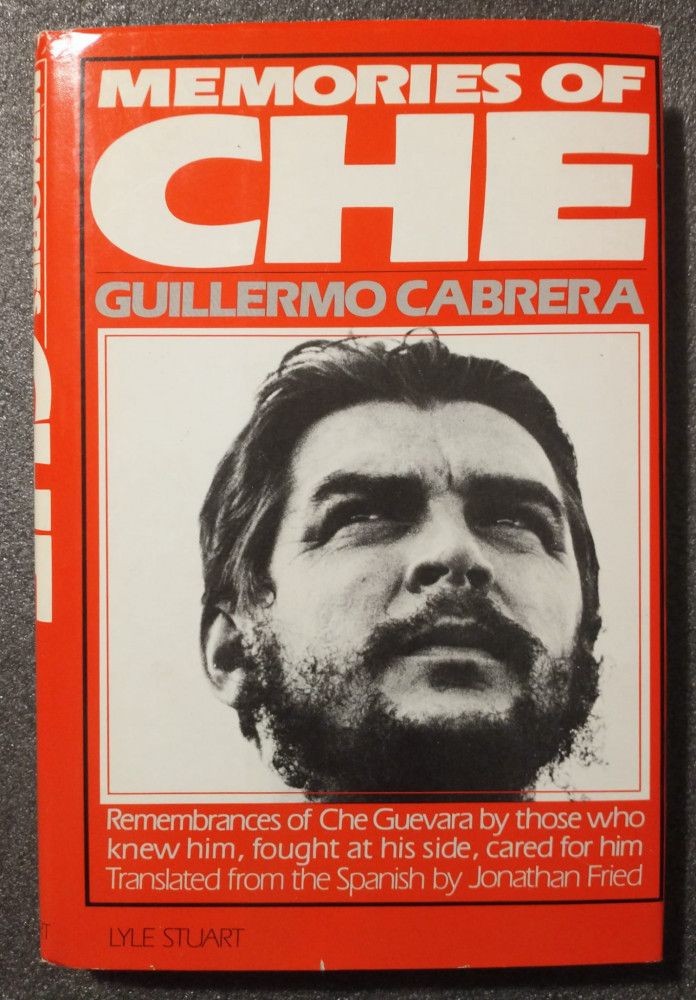 MEMORIES OF
CHE
GUILLERMO CABRERA
Remembrances of Che Guevara by those who
knew him, fought at his side, cared for him
Translated from the Spanish by Jonathan Fried
LYLE STUART